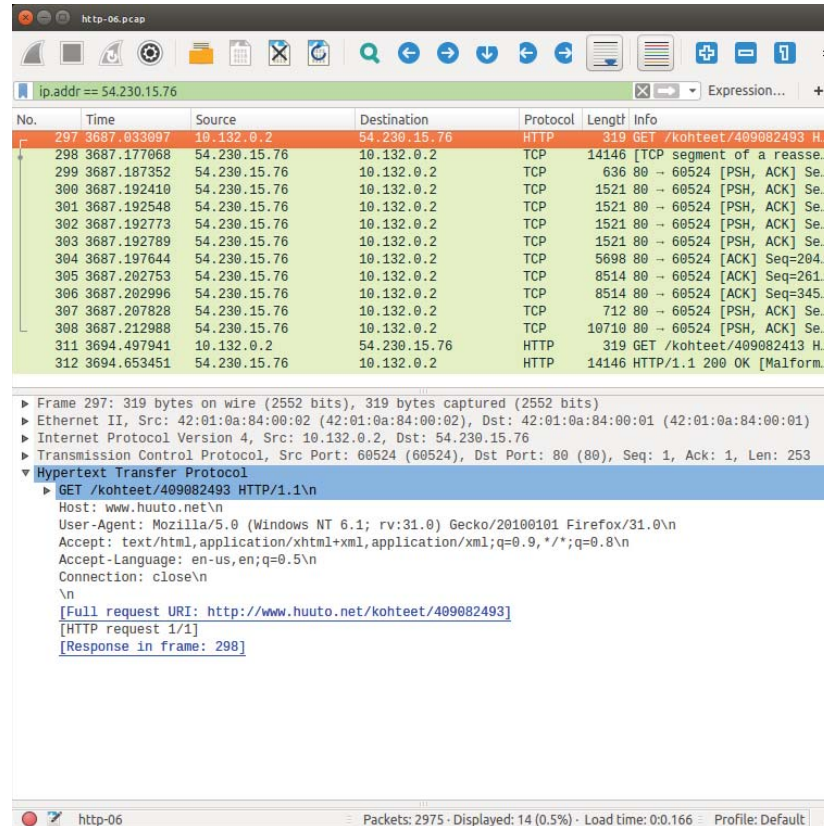 http-06.pcap
ip.addr == 54.230.15.76 Expression... +
No. Time Source Destination Protocol Length Info
297 3687.033097 10.132.0.2 54.230.15.76 HTTP 319 GET /kohteet/409082493 H…
298 3687.177068 54.230.15.76 10.132.0.2 TCP 14146 [TCP segment of a reasse…
299 3687.187352 54.230.15.76 10.132.0.2 TCP 636 80 → 60524 [PSH, ACK] Se…
300 3687.192410 54.230.15.76 10.132.0.2 TCP 1521 80 → 60524 [PSH, ACK] Se…
301 3687.192548 54.230.15.76 10.132.0.2 TCP 1521 80 → 60524 [PSH, ACK] Se…
302 3687.192773 54.230.15.76 10.132.0.2 TCP 1521 80 → 60524 [PSH, ACK] Se…
303 3687.192789 54.230.15.76 10.132.0.2 TCP 1521 80 → 60524 [PSH, ACK] Se…
304 3687.197644 54.230.15.76 10.132.0.2 TCP 5698 80 → 60524 [ACK] Seq=204…
305 3687.202753 54.230.15.76 10.132.0.2 TCP 8514 80 → 60524 [ACK] Seq=261…
306 3687.202996 54.230.15.76 10.132.0.2 TCP 8514 80 → 60524 [ACK] Seq=345…
307 3687.207828 54.230.15.76 10.132.0.2 TCP 712 80 → 60524 [PSH, ACK] Se…
308 3687.212988 54.230.15.76 10.132.0.2 TCP 10710 80 → 60524 [PSH, ACK] Se…
311 3694.497941 10.132.0.2 54.230.15.76 HTTP 319 GET /kohteet/409082413 H…
312 3694.653451 54.230.15.76 10.132.0.2 HTTP 14146 HTTP/1.1 200 OK [Malform…
Frame 297: 319 bytes on wire (2552 bits), 319 bytes captured (2552 bits)
Ethernet II, Src: 42:01:0a:84:00:02 (42:01:0a:84:00:02), Dst: 42:01:0a:84:00:01 (42:01:0a:84:00:01)
Internet Protocol Version 4, Src: 10.132.0.2, Dst: 54.230.15.76
Transmission Control Protocol, Src Port: 60524 (60524), Dst Port: 80 (80), Seq: 1, Ack: 1, Len: 253
Hypertext Transfer Protocol
GET /kohteet/409082493 HTTP/1.1\n
Host: www.huuto.net\n
User-Agent: Mozilla/5.0 (Windows NT 6.1; rv:31.0) Gecko/20100101 Firefox/31.0\n
Accept: text/html,application/xhtml+xml,application/xml;q=0.9,*/*;q=0.8\n
Accept-Language: en-us,en;q=0.5\n
Connection: close\n
\n
[Full request URI: http://www.huuto.net/kohteet/409082493]
[HTTP request 1/1]
[Response in frame: 298]
http-06 Packets: 2975 · Displayed: 14 (0.5%) · Load time: 0:0.166 Profile: Default